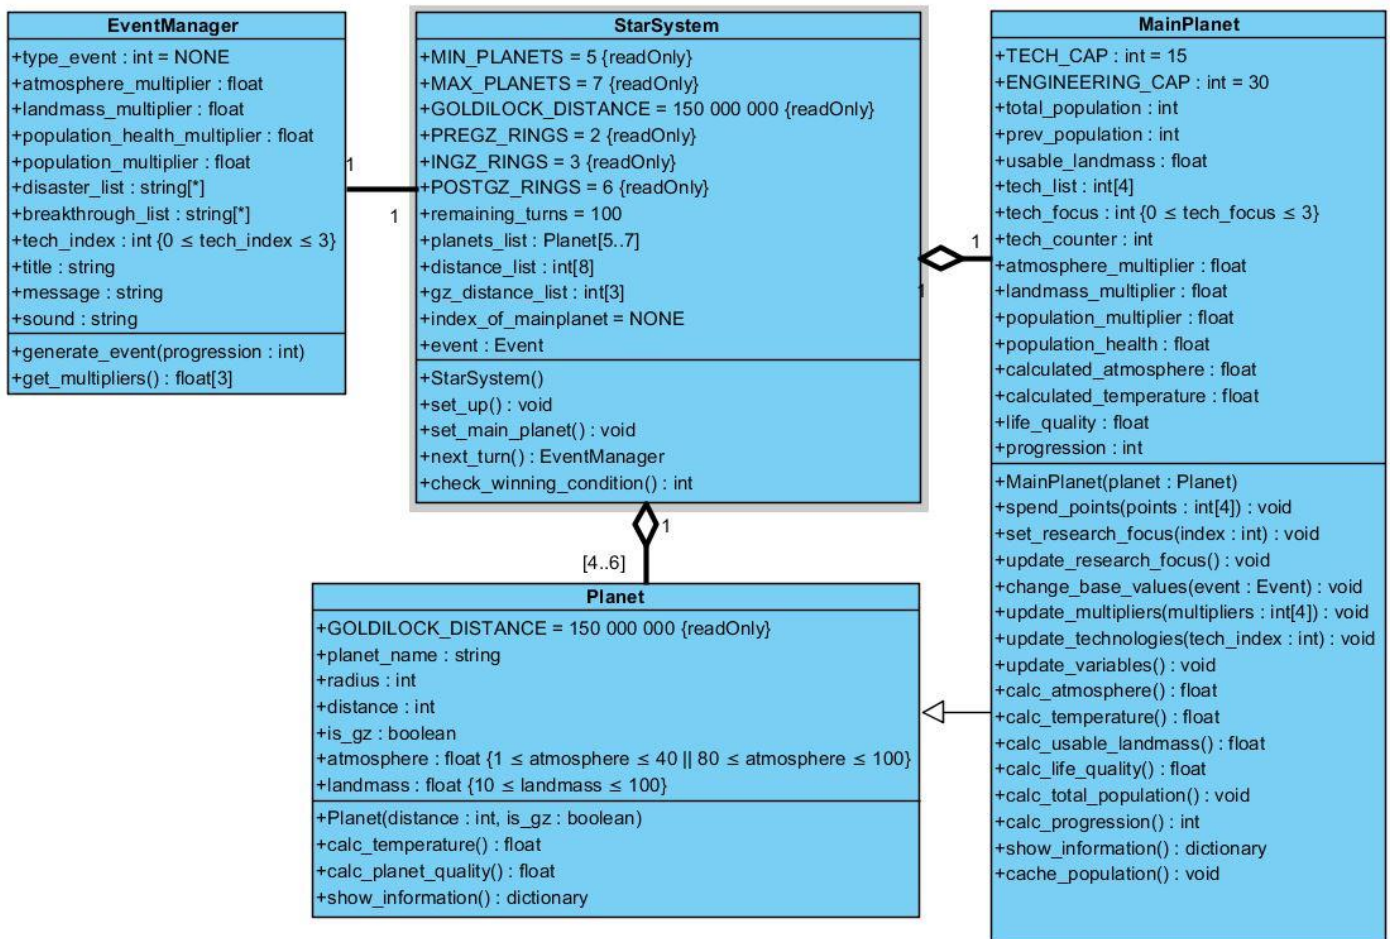 EventManager
+type_event : int = NONE
+atmosphere_multiplier : float
+landmass_multiplier : float
+population_health_multiplier : float
+population_multiplier : float
+disaster_list : string[*]
+breakthrough_list : string[*]
+tech_index : int {0 ≤ tech_index ≤ 3}
+title : string
+message : string
+sound : string
+generate_event(progression : int)
+get_multipliers() : float[3]
1
1
StarSystem
+MIN_PLANETS = 5 {readOnly}
+MAX_PLANETS = 7 {readOnly}
+GOLDILOCK_DISTANCE = 150 000 000 {readOnly}
+PREGZ_RINGS = 2 {readOnly}
+INGZ_RINGS = 3 {readOnly}
+POSTGZ_RINGS = 6 {readOnly}
+remaining_turns = 100
+planets_list : Planet[5..7]
+distance_list : int[8]
+gz_distance_list : int[3]
+index_of_mainplanet = NONE
+event : Event
+StarSystem()
+set_up() : void
+set_main_planet() : void
+next_turn() : EventManager
+check_winning_condition() : int
1
1
MainPlanet
+TECH_CAP : int = 15
+ENGINEERING_CAP : int = 30
+total_population : int
+prev_population : int
+usable_landmass : float
+tech_list : int[4]
+tech_focus : int {0 ≤ tech_focus ≤ 3}
+tech_counter : int
+atmosphere_multiplier : float
+landmass_multiplier : float
+population_multiplier : float
+population_health : float
+calculated_atmosphere : float
+calculated_temperature : float
+life_quality : float
+progression : int
+MainPlanet(planet : Planet)
+spend_points(points : int[4]) : void
+set_research_focus(index : int) : void
+update_research_focus() : void
+change_base_values(event : Event) : void
+update_multipliers(multipliers : int[4]) : void
+update_technologies(tech_index : int) : void
+update_variables() : void
+calc_atmosphere() : float
+calc_temperature() : float
+calc_usable_landmass() : float
+calc_life_quality() : float
+calc_total_population() : void
+calc_progression() : int
+show_information() : dictionary
+cache_population() : void
1
[4..6]
Planet
+GOLDILOCK_DISTANCE = 150 000 000 {readOnly}
+planet_name : string
+radius : int
+distance : int
+is_gz : boolean
+atmosphere : float {1 ≤ atmosphere ≤ 40 || 80 ≤ atmosphere ≤ 100}
+landmass : float {10 ≤ landmass ≤ 100}
+Planet(distance : int, is_gz : boolean)
+calc_temperature() : float
+calc_planet_quality() : float
+show_information() : dictionary